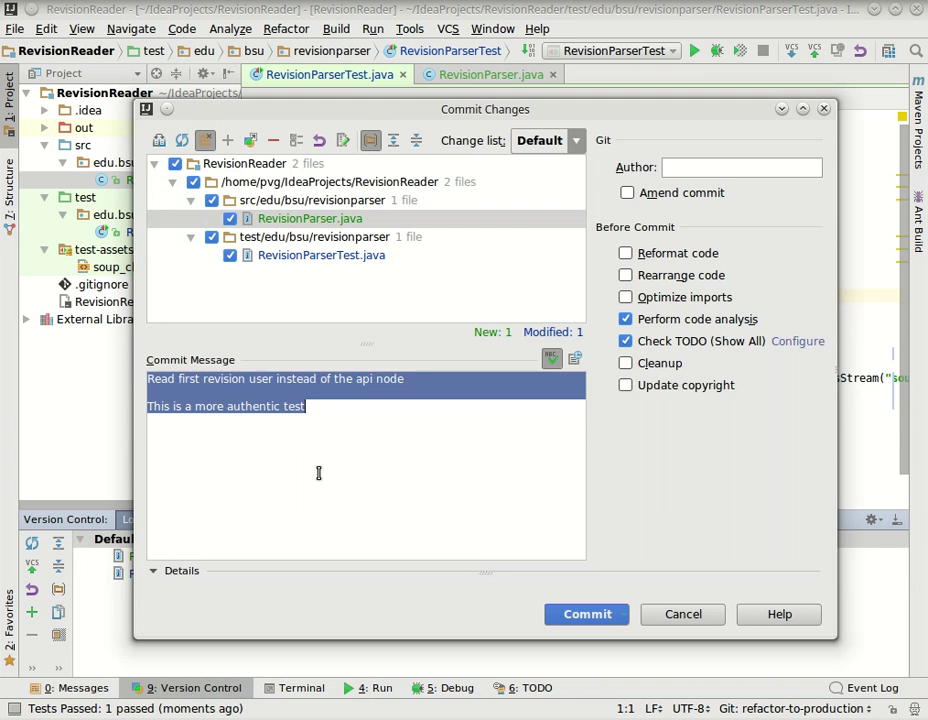 RevisionReader - [~/IdeaProjects/RevisionReader] - [RevisionReader] - ~/IdeaProjects/RevisionReader/test/edu/bsu/revisionparser/RevisionParserTest.java - I...
File Edit View Navigate Code Analyze Refactor Build Run Tools VCS Window Help
RevisionReader test edu bsu revisionparser RevisionParserTest RevisionParserTest VCS VCS
Project RevisionParserTest.java RevisionParser.java
1: Project
7: Structure
2: Favorites
Maven Projects
Ant Build
RevisionReader ~/IdeaProjects/
.idea
out
src
edu.bs
test
edu.bsu
test-assets
soup_c
.gitignore
RevisionRe
External Libra
Commit Changes
Change list: Default
RevisionReader 2 files
/home/pvg/IdeaProjects/RevisionReader 2 files
src/edu/bsu/revisionparser 1 file
RevisionParser.java
test/edu/bsu/revisionparser 1 file
RevisionParserTest.java
New: 1 Modified: 1
Commit Message
Read first revision user instead of the api node
This is a more authentic test
Details
Git
Author:
Amend commit
Before Commit
Reformat code
Rearrange code
Optimize imports
Perform code analysis
Check TODO (Show All) Configure
Cleanup
Update copyright
Commit Cancel Help
sStream("so
Version Control: Lo
Defaul
VCS
0: Messages 9: Version Control Terminal 4: Run 5: Debug 6: TODO Event Log
Tests Passed: 1 passed (moments ago) 1:1 LF UTF-8 Git: refactor-to-production